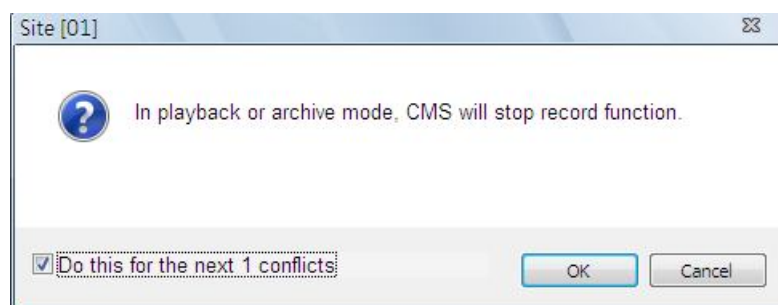 Site [01]
In playback or archive mode, CMS will stop record function.
Do this for the next 1 conflicts
OK Cancel